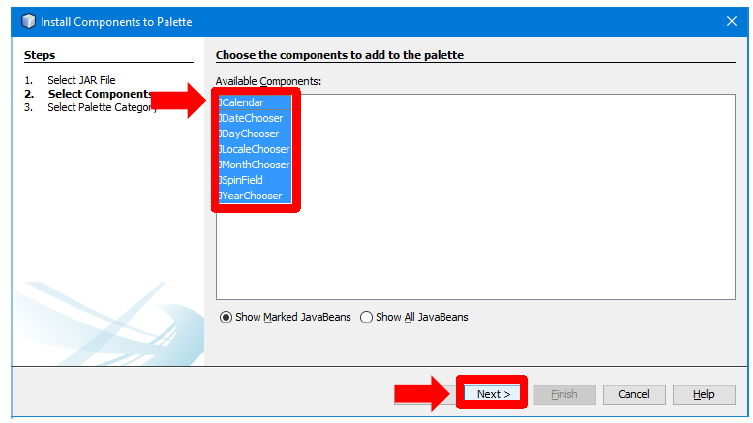 Install Components to Palette
Steps
1. Select JAR File
2. Select Components
3. Select Palette Category
Choose the components to add to the palette
Available Components:
JCalendar
JDateChooser
JDayChooser
JLocaleChooser
JMonthChooser
JSpinField
JYearChooser
Show Marked JavaBeans Show All JavaBeans
Next > Finish Cancel Help